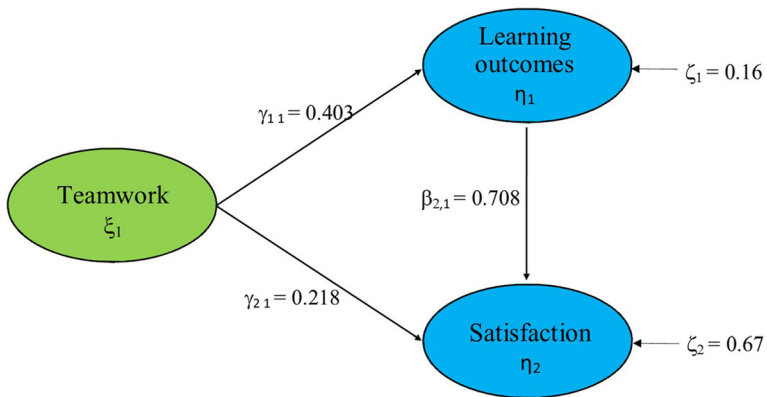 Learning
outcomes
η₁
ζ₁ = 0.16
γ₁ ₁ = 0.403
Teamwork
ξ₁
β₂,₁ = 0.708
γ₂ ₁ = 0.218
Satisfaction
η₂
ζ₂ = 0.67